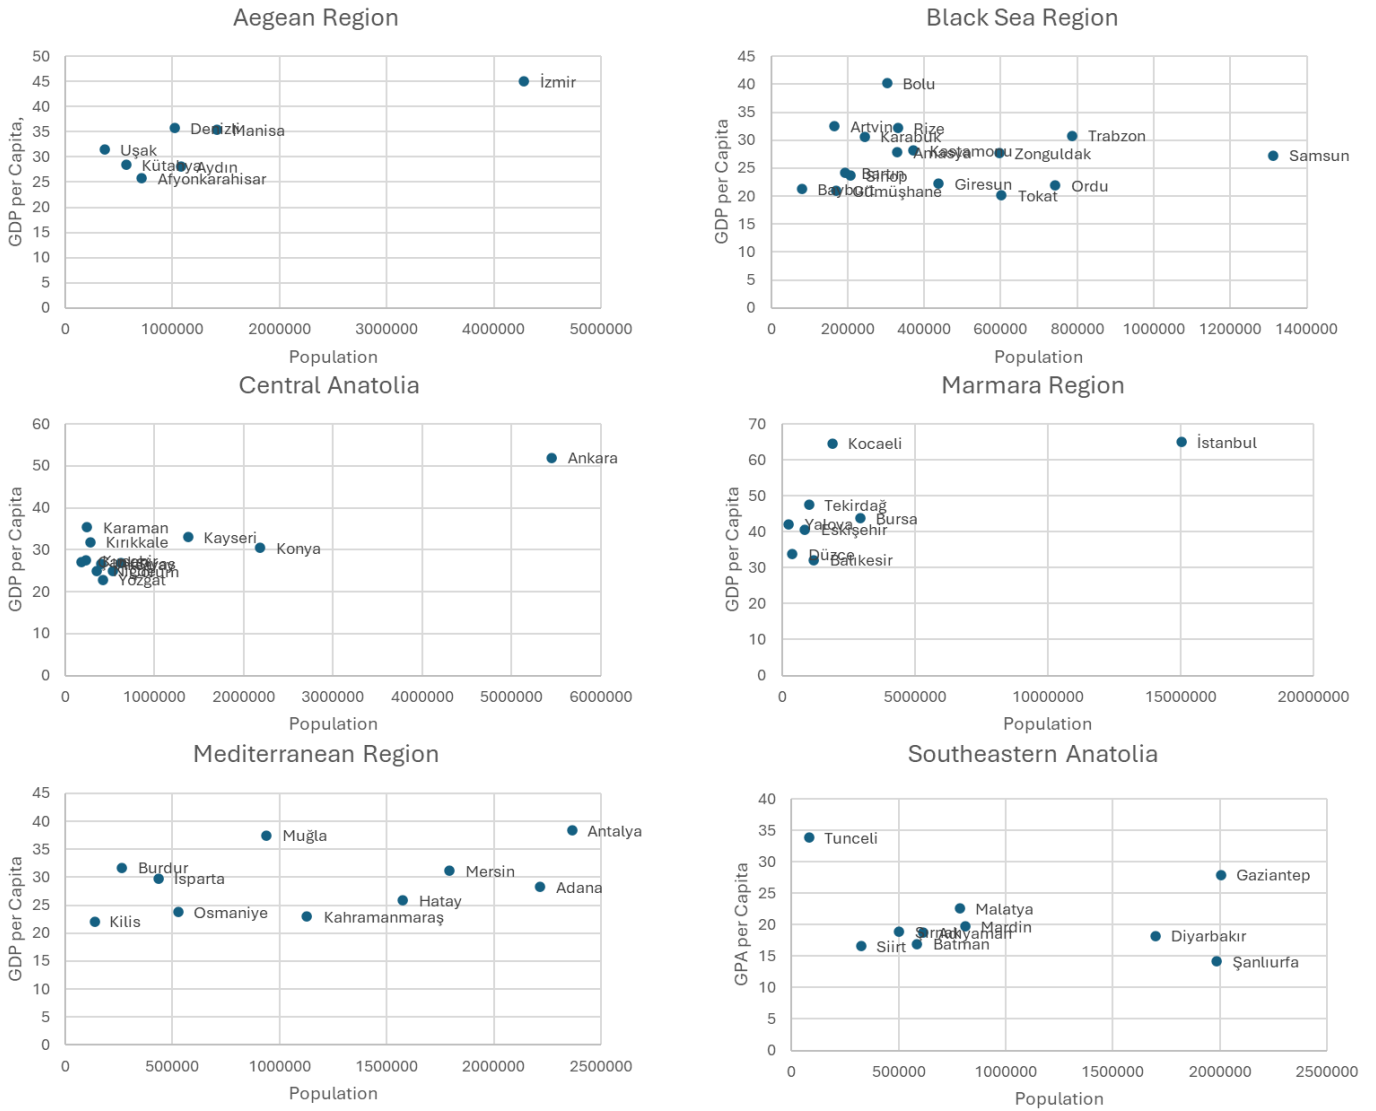 Aegean Region
GDP per Capita,
50
45
40
35
30
25
20
15
10
5
0
İzmir
Denizli
Manisa
Uşak
Kütahya
Aydın
Afyonkarahisar
0 1000000 2000000 3000000 4000000 5000000
Population
Black Sea Region
GDP per Capita
45
40
35
30
25
20
15
10
5
0
Bolu
Artvin
Rize
Karabük
Trabzon
Kastamonu
Amasya
Zonguldak
Samsun
Bartın
Sinop
Giresun
Ordu
Bayburt
Gümüşhane
Tokat
0 200000 400000 600000 800000 1000000 1200000 1400000
Population
Central Anatolia
GDP per Capita
60
50
40
30
20
10
0
Ankara
Karaman
Kırıkkale
Kayseri
Konya
Yozgat
0 1000000 2000000 3000000 4000000 5000000 6000000
Population
Marmara Region
GDP per Capita
70
60
50
40
30
20
10
0
Kocaeli
İstanbul
Tekirdağ
Bursa
Yalova
Eskişehir
Düzce
Balıkesir
0 5000000 10000000 15000000 20000000
Population
Mediterranean Region
GDP per Capita
45
40
35
30
25
20
15
10
5
0
Muğla
Antalya
Burdur
Isparta
Mersin
Adana
Hatay
Osmaniye
Kahramanmaraş
Kilis
0 500000 1000000 1500000 2000000 2500000
Population
Southeastern Anatolia
GPA per Capita
40
35
30
25
20
15
10
5
0
Tunceli
Gaziantep
Malatya
Mardin
Şırnak
Adıyaman
Diyarbakır
Siirt
Batman
Şanlıurfa
0 500000 1000000 1500000 2000000 2500000
Population